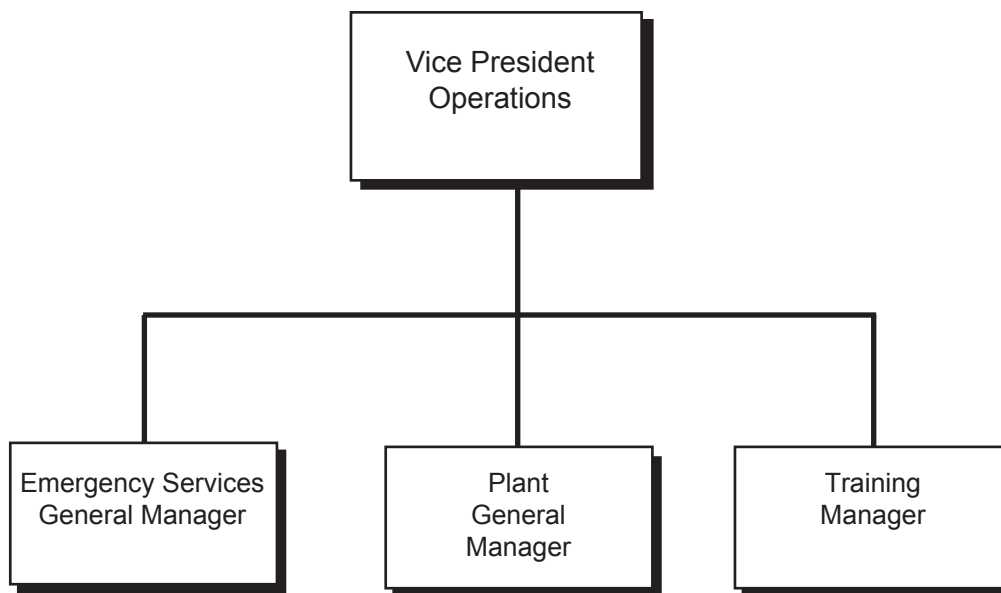 Vice President
Operations
Emergency Services
General Manager
Plant
General
Manager
Training
Manager